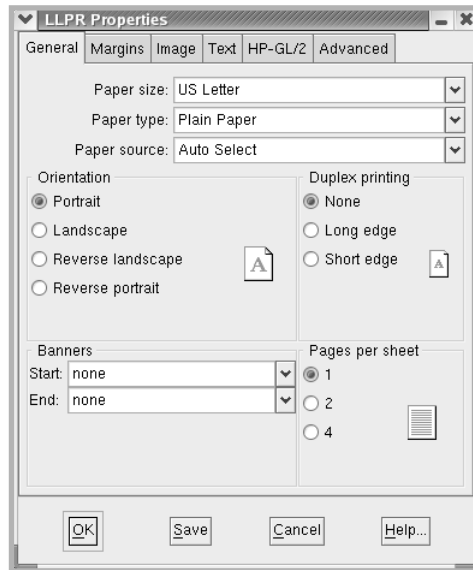 LLPR Properties
General Margins Image Text HP-GL/2 Advanced
Paper size: US Letter
Paper type: Plain Paper
Paper source: Auto Select
Orientation
Portrait
Landscape
Reverse landscape
Reverse portrait
A
Duplex printing
None
Long edge
Short edge
A
Banners
Start: none
End: none
Pages per sheet
1
2
4
OK Save Cancel Help...